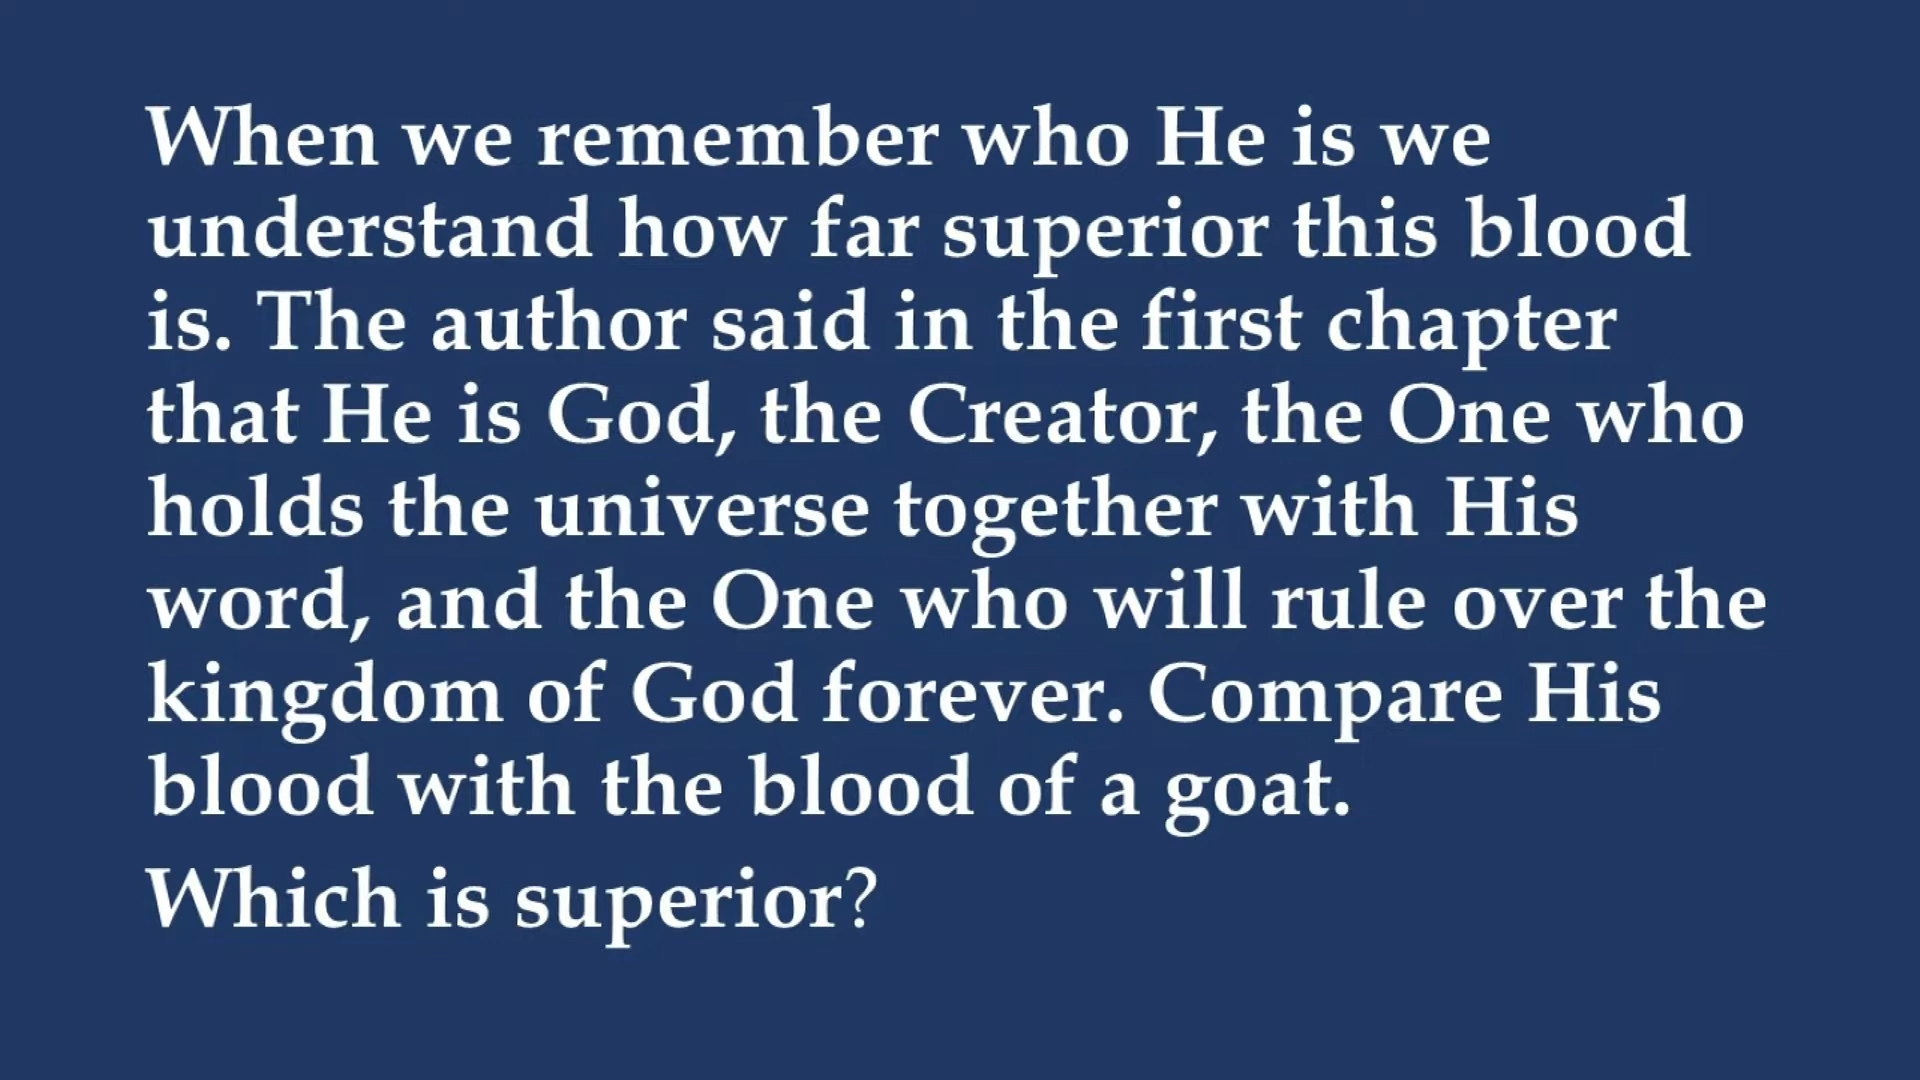 When we remember who He is we
understand how far superior this blood
is. The author said in the first chapter
that He is God, the Creator, the One who
holds the universe together with His
word, and the One who will rule over the
kingdom of God forever. Compare His
blood with the blood of a goat.
Which is superior?